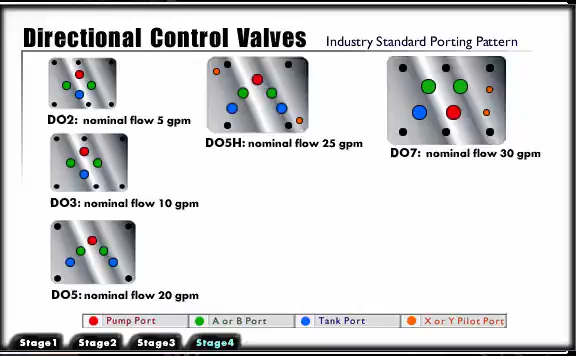 Directional Control Valves Industry Standard Porting Pattern
DO2: nominal flow 5 gpm
DO5H: nominal flow 25 gpm
DO7: nominal flow 30 gpm
DO3: nominal flow 10 gpm
DO5: nominal flow 20 gpm
Pump Port A or B Port Tank Port X or Y Pilot Port
Stage1 Stage2 Stage3 Stage4